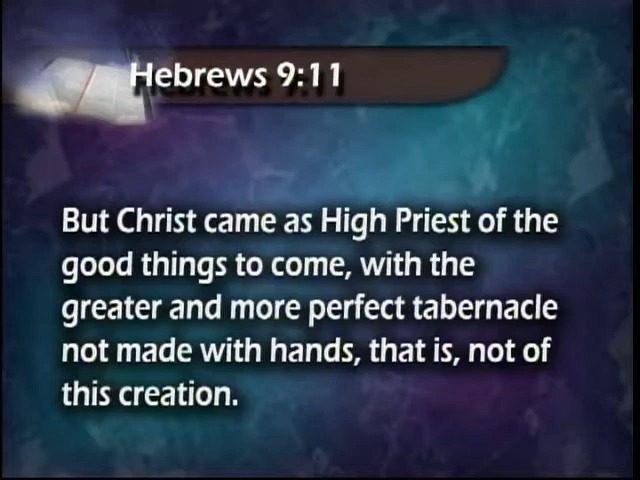 Hebrews 9:11
But Christ came as High Priest of the
good things to come, with the
greater and more perfect tabernacle
not made with hands, that is, not of
this creation.